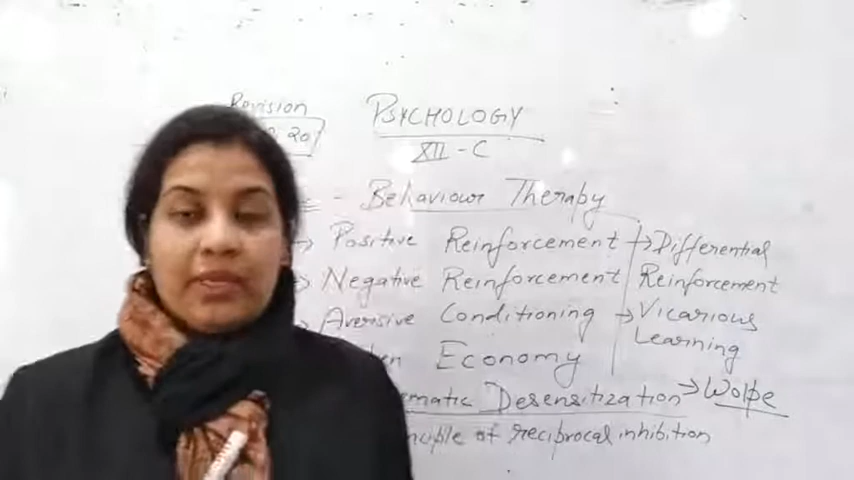 Revision
PSYCHOLOGY
XII - C
- Behaviour Therapy
→ Positive Reinforcement → Differential
→ Negative Reinforcement Reinforcement
→ Aversive Conditioning → Vicarious
Learning
Economy
Desensitization → Wolpe
of reciprocal inhibition